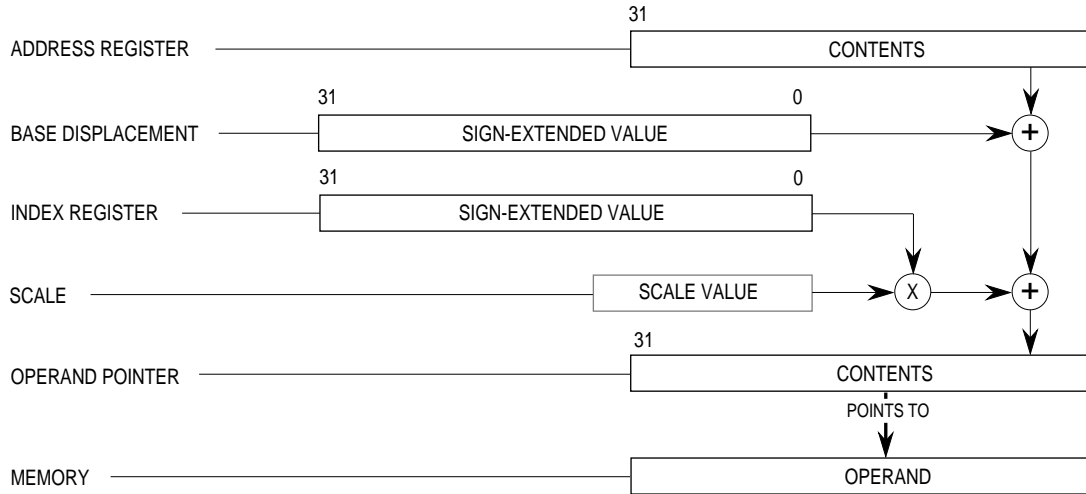 31
ADDRESS REGISTER CONTENTS
31 0
BASE DISPLACEMENT SIGN-EXTENDED VALUE +
31 0
INDEX REGISTER SIGN-EXTENDED VALUE
SCALE SCALE VALUE X +
31
OPERAND POINTER CONTENTS
POINTS TO
MEMORY OPERAND